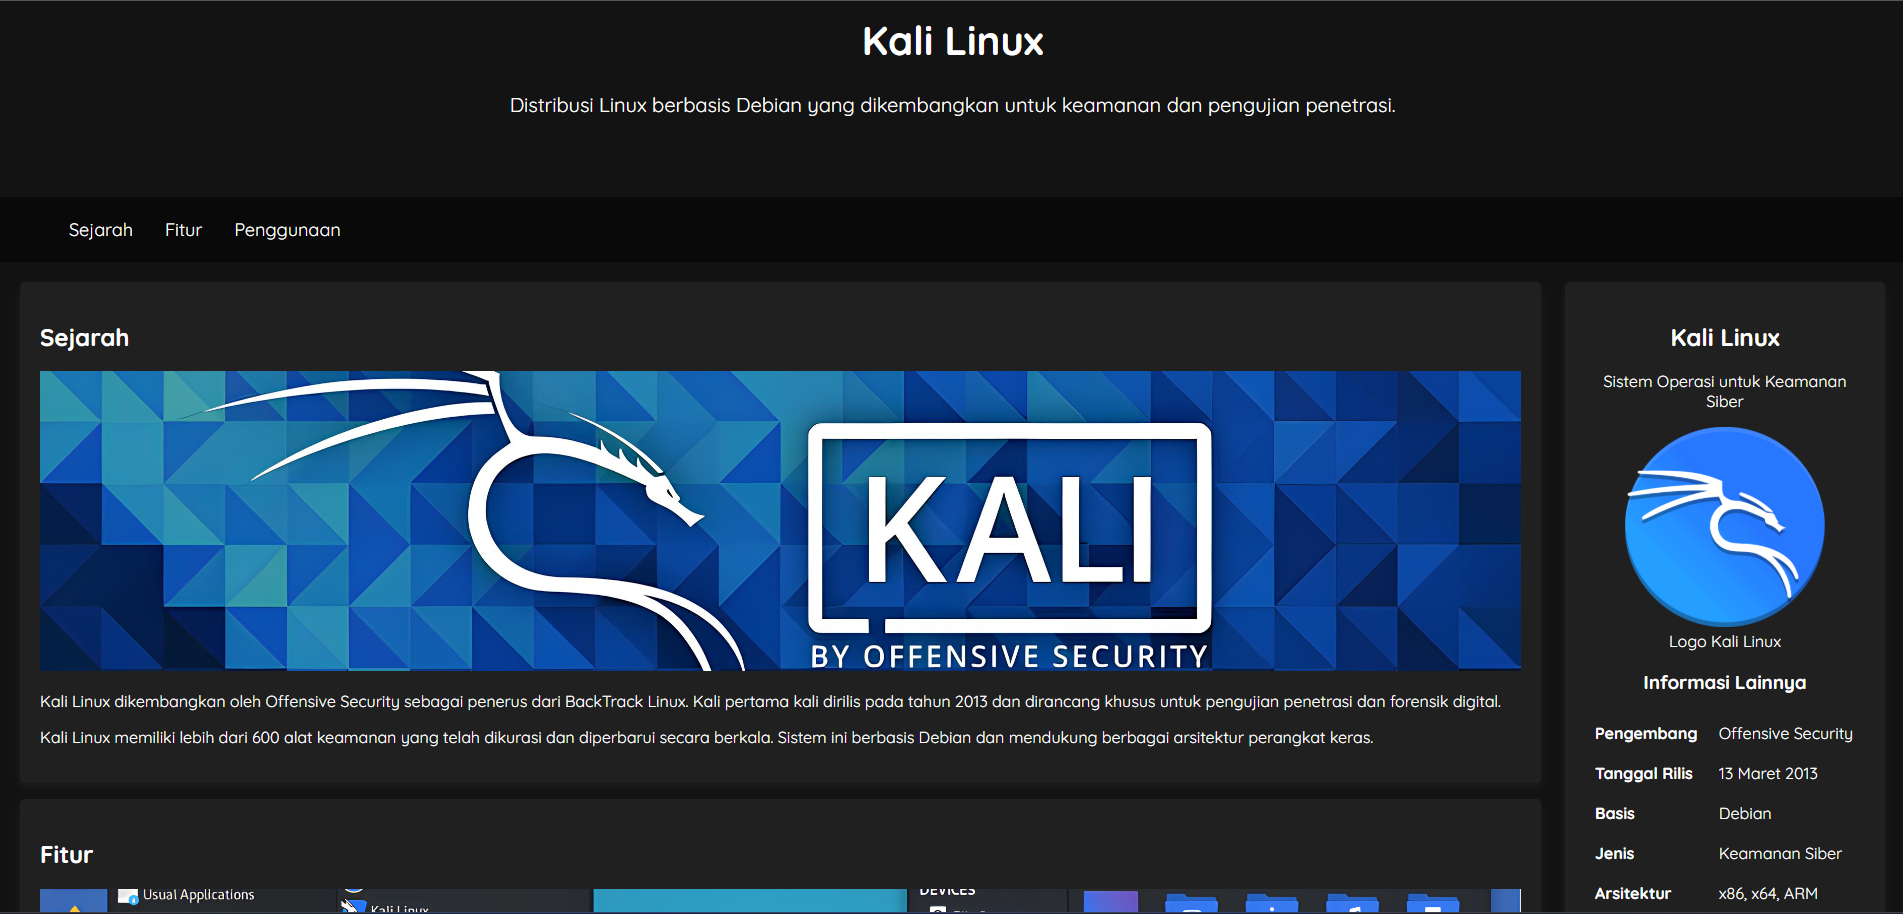 Kali Linux
Distribusi Linux berbasis Debian yang dikembangkan untuk keamanan dan pengujian penetrasi.
Sejarah
Fitur
Penggunaan
Sejarah
KALI
BY OFFENSIVE SECURITY
Kali Linux dikembangkan oleh Offensive Security sebagai penerus dari BackTrack Linux. Kali pertama kali dirilis pada tahun 2013 dan dirancang khusus untuk pengujian penetrasi dan forensik digital.
Kali Linux memiliki lebih dari 600 alat keamanan yang telah dikurasi dan diperbarui secara berkala. Sistem ini berbasis Debian dan mendukung berbagai arsitektur perangkat keras.
Fitur
Usual Applications
Kali Linux
DEVICES
Kali Linux
Sistem Operasi untuk Keamanan
Siber
Logo Kali Linux
Informasi Lainnya
Pengembang Offensive Security
Tanggal Rilis 13 Maret 2013
Basis Debian
Jenis Keamanan Siber
Arsitektur x86, x64, ARM